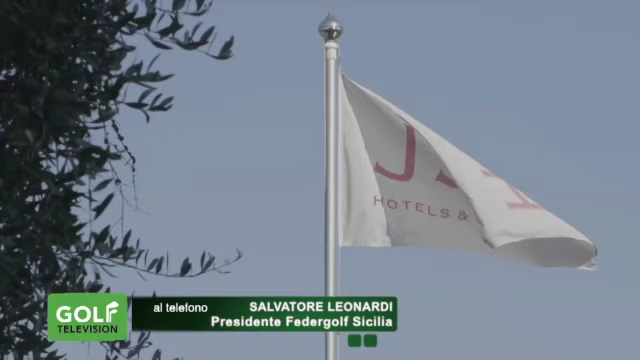 J
HOTELS &
GOLF
TELEVISION
al telefono
SALVATORE LEONARDI
Presidente Federgolf Sicilia